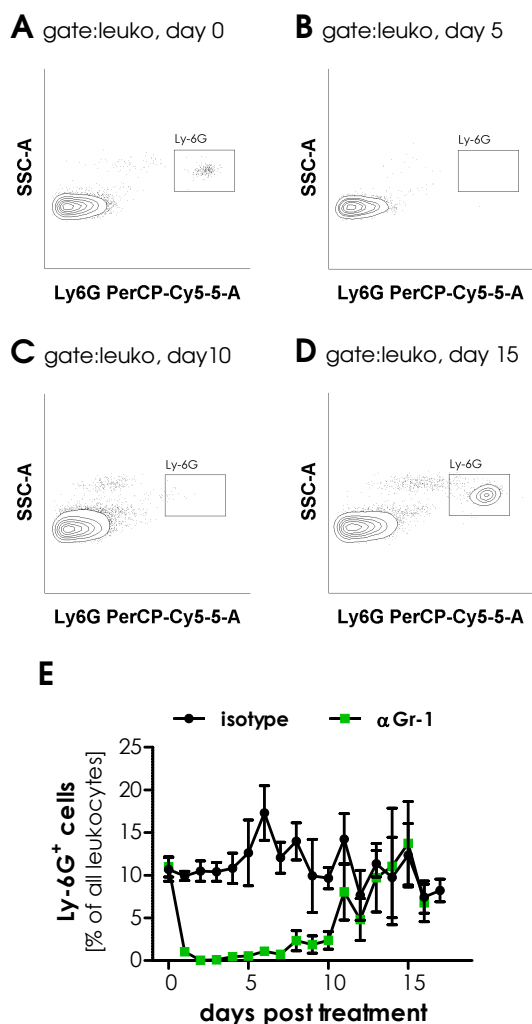 A gate:leuko, day 0
B gate:leuko, day 5
SSC-A
Ly-6G
Ly6G PerCP-Cy5-5-A
SSC-A
Ly-6G
Ly6G PerCP-Cy5-5-A
C gate:leuko, day10
D gate:leuko, day 15
SSC-A
Ly-6G
Ly6G PerCP-Cy5-5-A
SSC-A
Ly-6G
Ly6G PerCP-Cy5-5-A
E
isotype
αGr-1
Ly-6G⁺ cells
[% of all leukocytes]
25
20
15
10
5
0
0 5 10 15
days post treatment